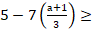 5 − 7 (a+1/3) ≥